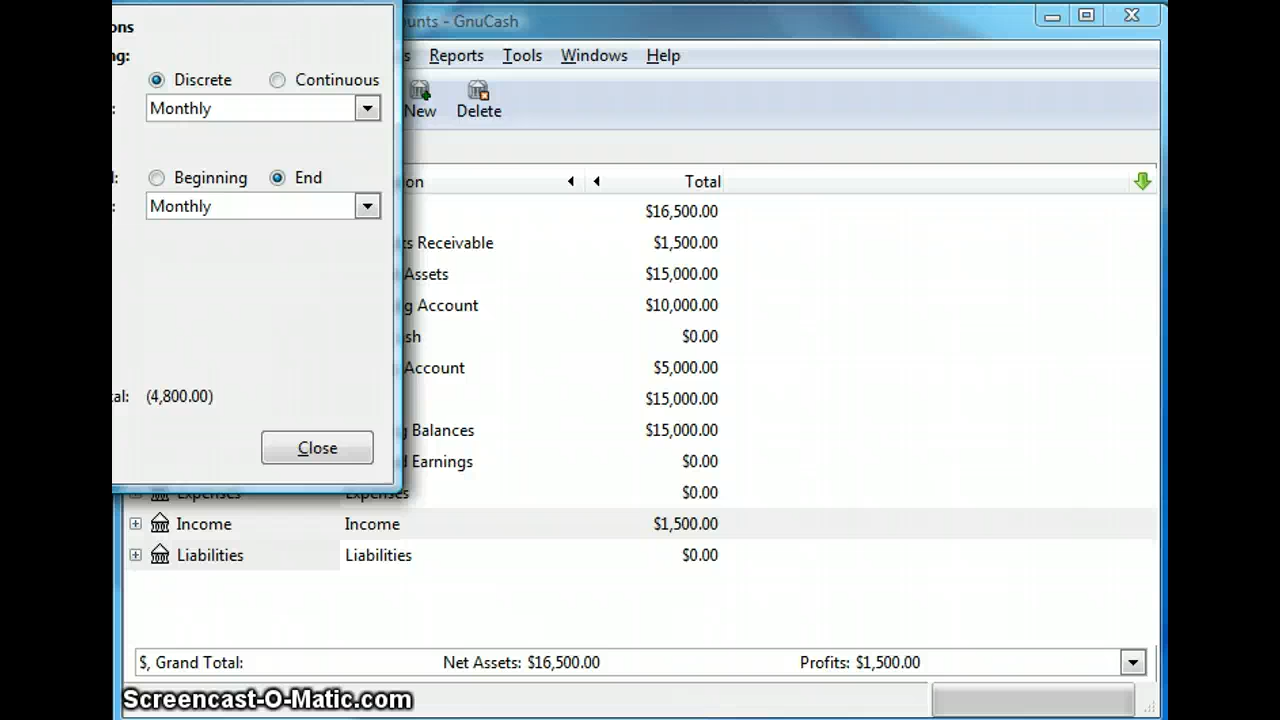 ons
unts - GnuCash
ng:
s Reports Tools Windows Help
Discrete Continuous
: Monthly
New Delete
d: Beginning End
on Total
: Monthly
$16,500.00
ts Receivable $1,500.00
Assets $15,000.00
g Account $10,000.00
sh $0.00
Account $5,000.00
tal: (4,800.00)
$15,000.00
g Balances $15,000.00
Close
d Earnings $0.00
Expenses Expenses $0.00
Income Income $1,500.00
Liabilities Liabilities $0.00
$, Grand Total: Net Assets: $16,500.00 Profits: $1,500.00
Screencast-O-Matic.com